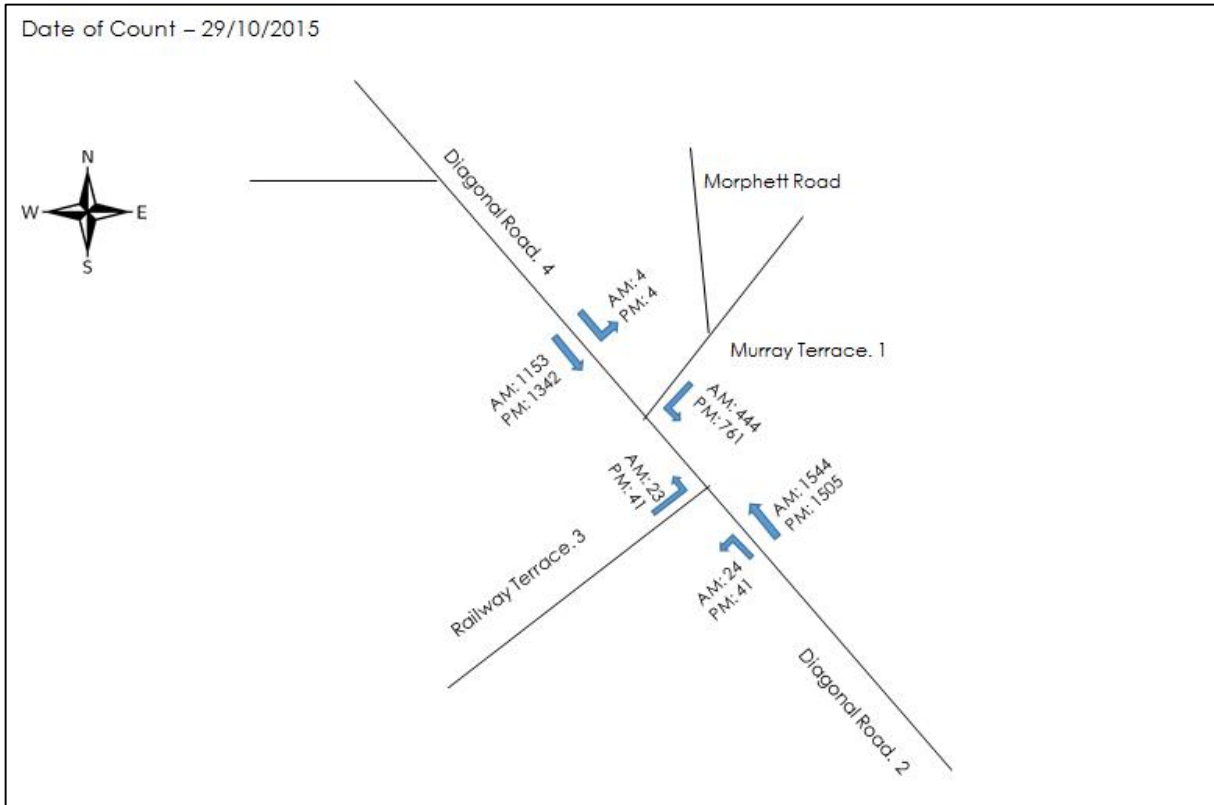 Date of Count – 29/10/2015
N
W
E
S
Diagonal Road. 4
Morphett Road
AM: 4
PM: 4
Murray Terrace. 1
AM: 1153
PM: 1342
AM: 444
PM: 761
AM: 23
PM: 41
AM: 1544
PM: 1505
Railway Terrace. 3
AM: 24
PM: 41
Diagonal Road. 2